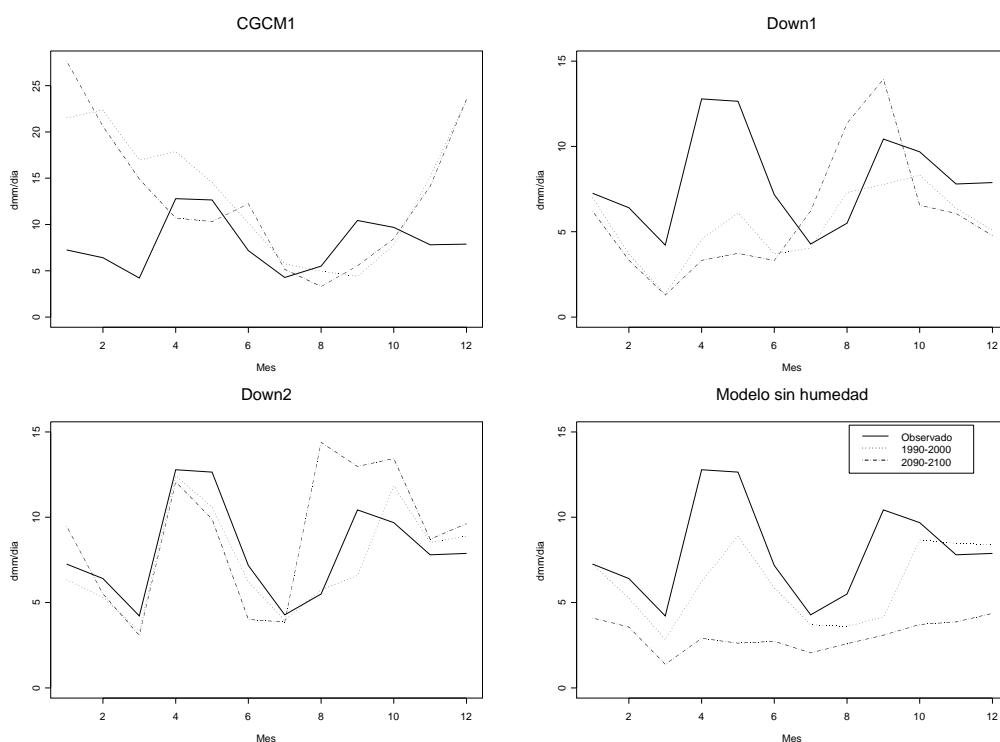 CGCM1
dmm/dia
0 5 10 15 20 25
2 4 6 8 10 12
Mes
Down1
dmm/dia
0 5 10 15
2 4 6 8 10 12
Mes
Down2
dmm/dia
0 5 10 15
2 4 6 8 10 12
Mes
Modelo sin humedad
dmm/dia
0 5 10 15
2 4 6 8 10 12
Mes
Observado
1990-2000
2090-2100